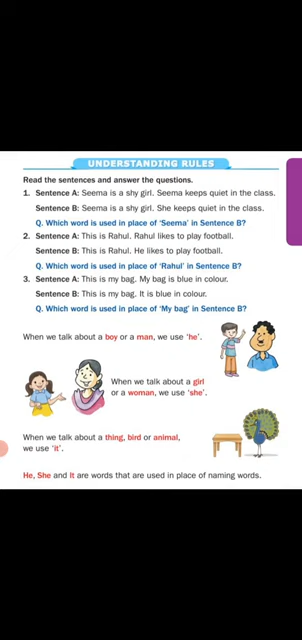 UNDERSTANDING RULES
Read the sentences and answer the questions.
1. Sentence A: Seema is a shy girl. Seema keeps quiet in the class.
Sentence B: Seema is a shy girl. She keeps quiet in the class.
Q. Which word is used in place of 'Seema' in Sentence B?
2. Sentence A: This is Rahul. Rahul likes to play football.
Sentence B: This is Rahul. He likes to play football.
Q. Which word is used in place of 'Rahul' in Sentence B?
3. Sentence A: This is my bag. My bag is blue in colour.
Sentence B: This is my bag. It is blue in colour.
Q. Which word is used in place of 'My bag' in Sentence B?
When we talk about a boy or a man, we use 'he'.
When we talk about a girl
or a woman, we use 'she'.
When we talk about a thing, bird or animal,
we use 'it'.
He, She and It are words that are used in place of naming words.